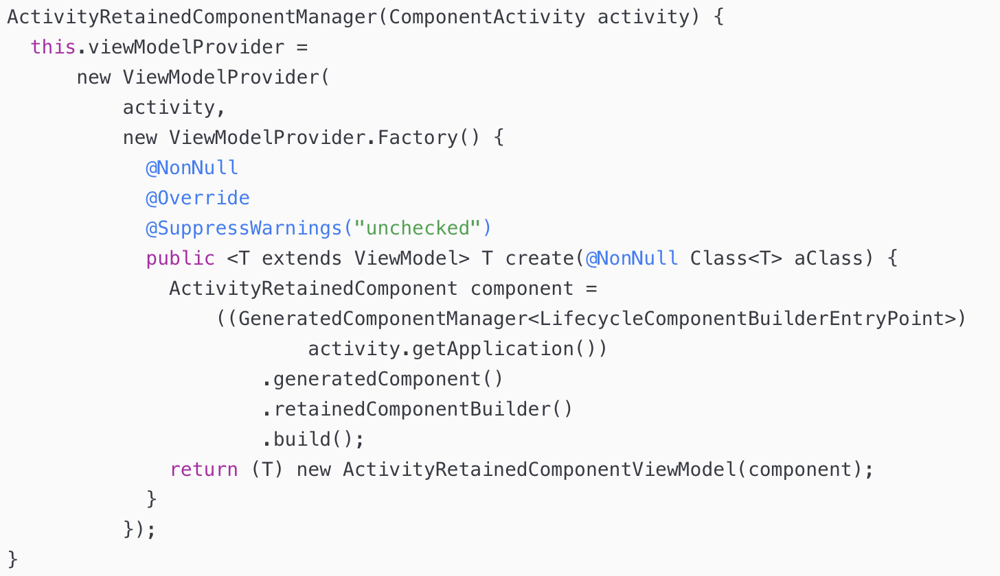 ActivityRetainedComponentManager(ComponentActivity activity) {
  this.viewModelProvider =
      new ViewModelProvider(
          activity,
          new ViewModelProvider.Factory() {
            @NonNull
            @Override
            @SuppressWarnings("unchecked")
            public <T extends ViewModel> T create(@NonNull Class<T> aClass) {
              ActivityRetainedComponent component =
                  ((GeneratedComponentManager<LifecycleComponentBuilderEntryPoint>)
                          activity.getApplication())
                      .generatedComponent()
                      .retainedComponentBuilder()
                      .build();
              return (T) new ActivityRetainedComponentViewModel(component);
            }
          });
}